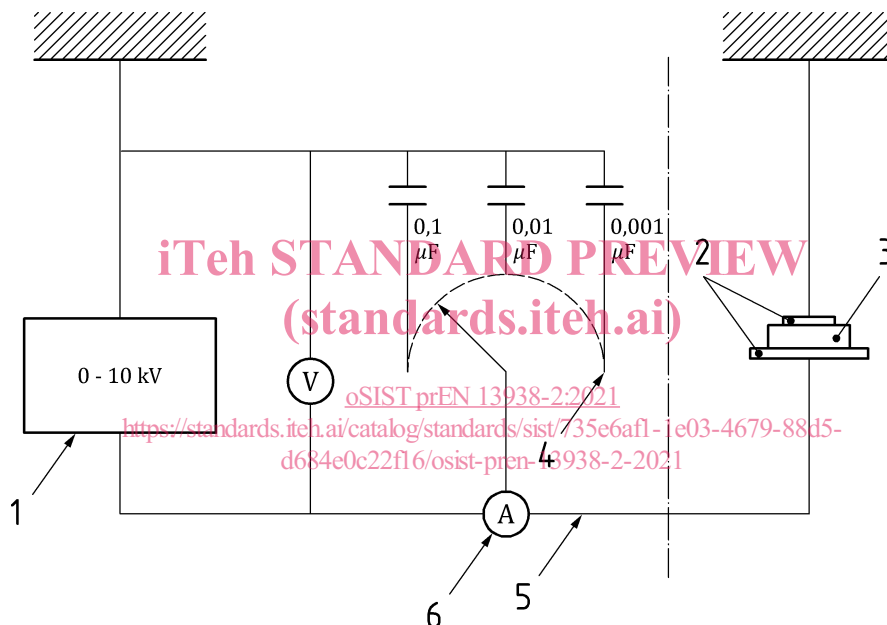 0,1 µF
0,01 µF
0,001 µF
2
3
iTeh STANDARD PREVIEW
(standards.iteh.ai)
0 - 10 kV
V
oSIST prEN 13938-2:2021
https://standards.iteh.ai/catalog/standards/sist/735e6af1-1e03-4679-88d5-
d684e0c22f16/osist-pren-13938-2-2021
4
1
A
5
6